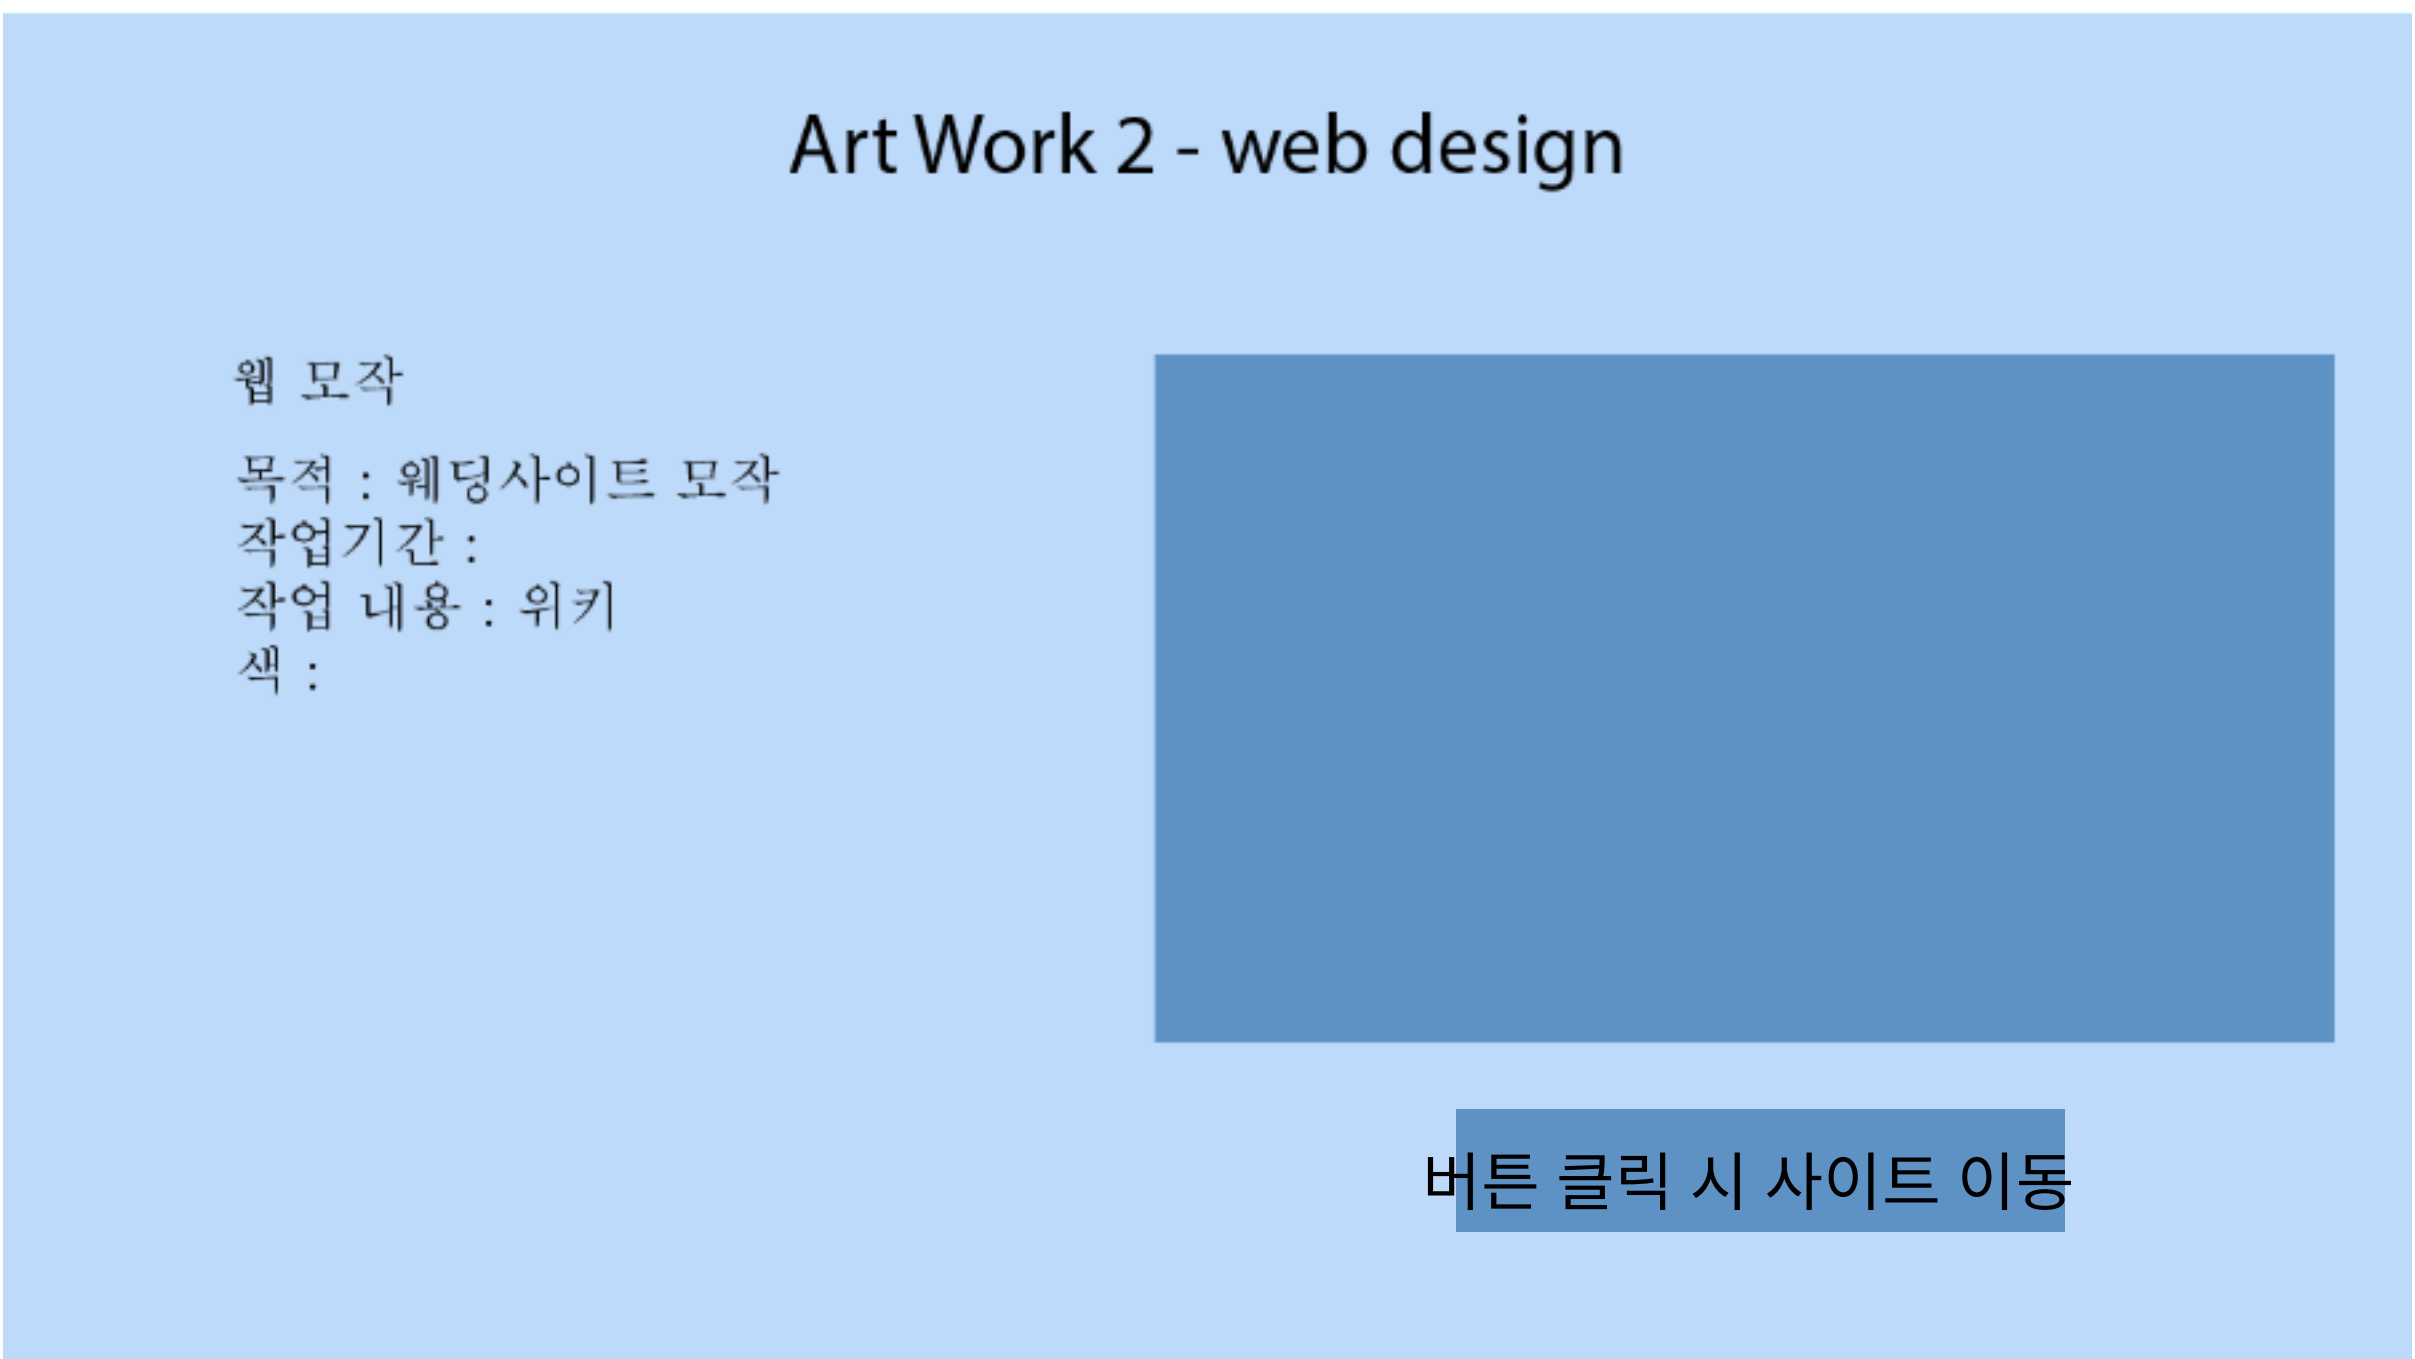 Art Work 2 - web design
웹 모작
목적 : 웨딩사이트 모작
작업기간 :
작업 내용 : 위키
색 :
버튼 클릭 시 사이트 이동